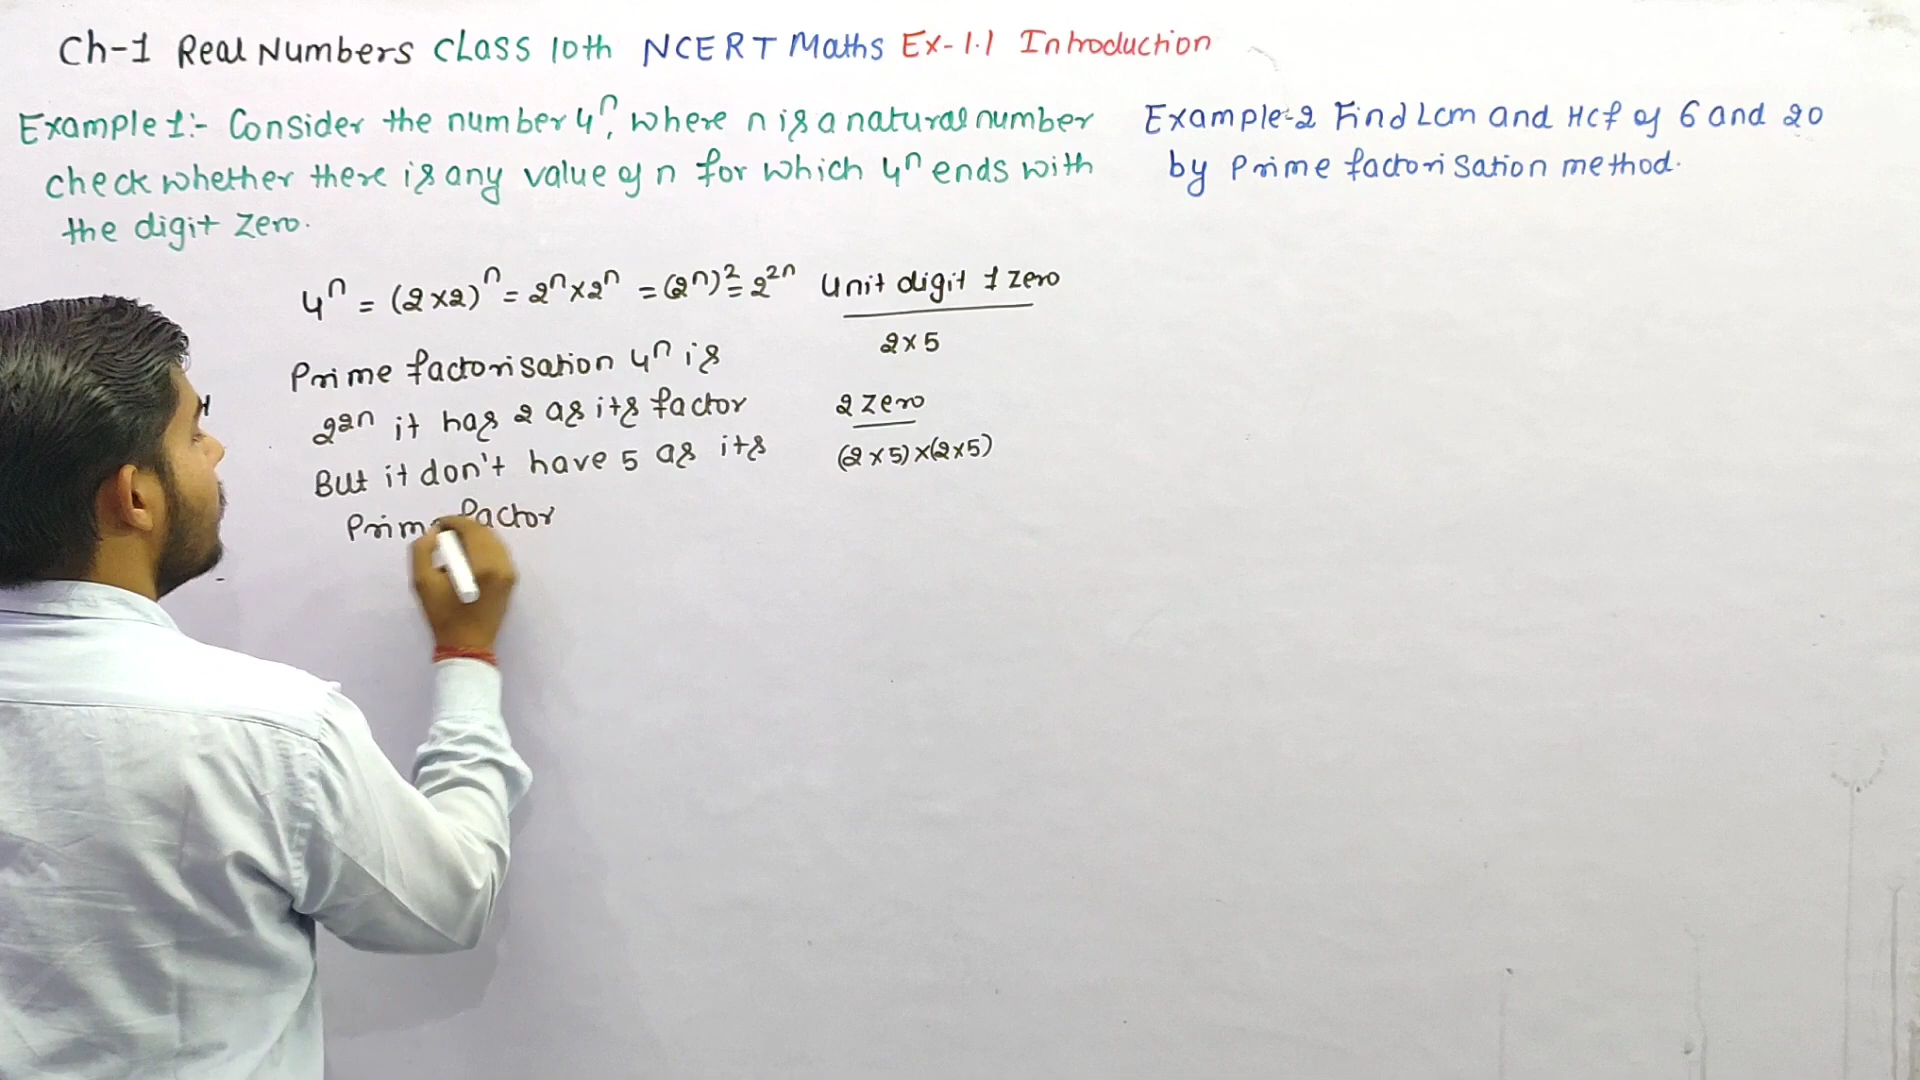 Ch-1 Real Numbers Class 10th NCERT Maths Ex-1.1 Introduction
Example 1:- Consider the number 4ⁿ, where n is a natural number
check whether there is any value of n for which 4ⁿ ends with
the digit zero.
4ⁿ = (2×2)ⁿ = 2ⁿ×2ⁿ = (2ⁿ)² = 2²ⁿ
Prime factorisation 4ⁿ is
2²ⁿ it has 2 as its factor
But it don't have 5 as its
Prime factor
Unit digit 1 zero
2×5
2 zero
(2×5)×(2×5)
Example-2 Find Lcm and Hcf of 6 and 20
by Prime factorisation method.